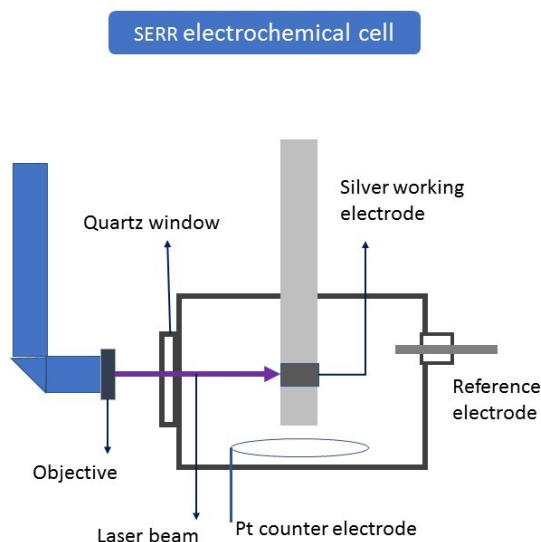 SERR electrochemical cell
Silver working
electrode
Quartz window
Reference
electrode
Objective
Laser beam
Pt counter electrode